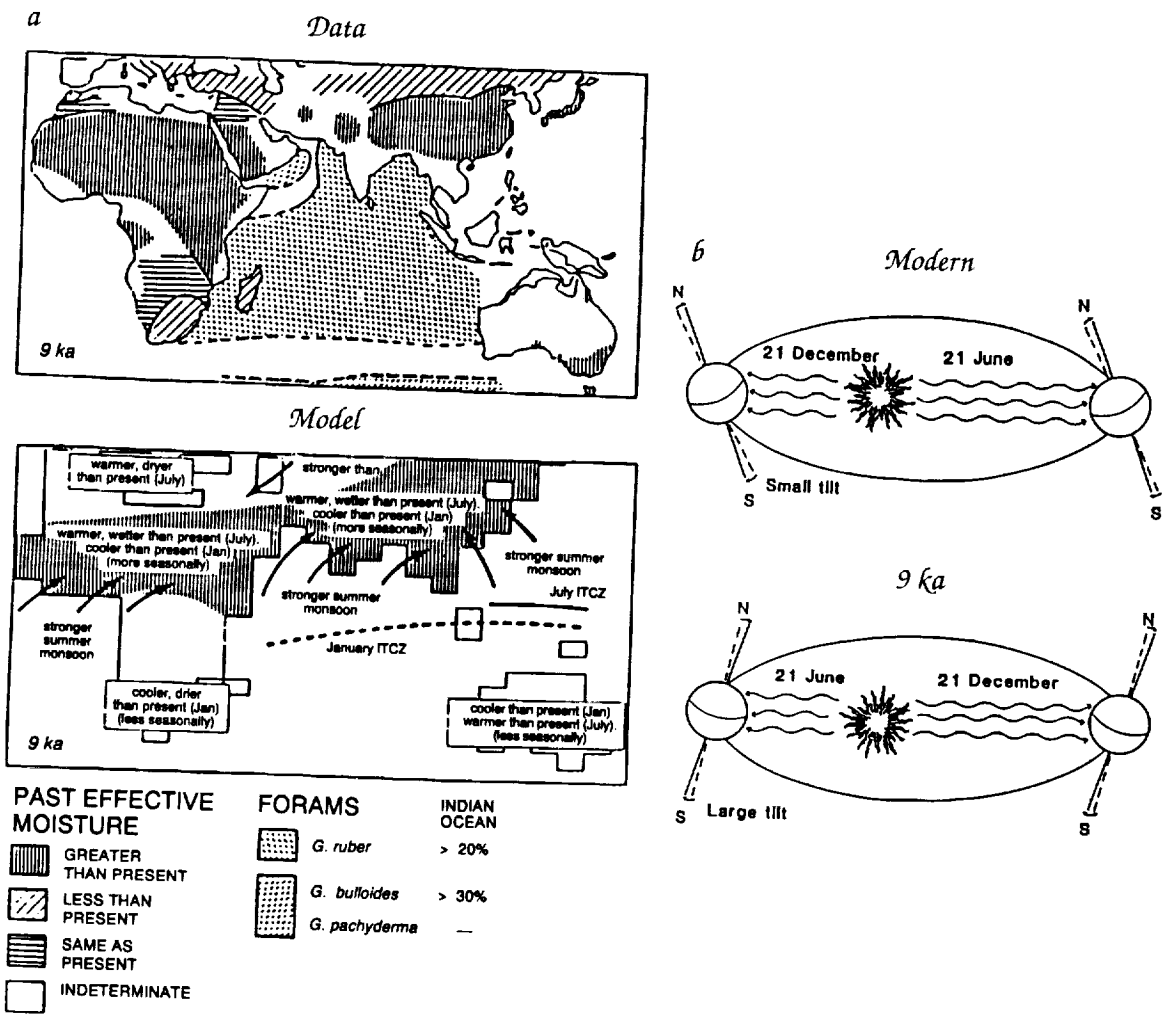 a
Data
9 ka
Model
warmer, dryer
than present (July)
stronger than
warmer, wetter than present (July).
cooler than present (Jan)
(more seasonally)
warmer, wetter than present (July).
cooler than present (Jan)
(more seasonally)
stronger summer
monsoon
stronger summer
monsoon
July ITCZ
stronger
summer
monsoon
January ITCZ
cooler, drier
than present (Jan)
(less seasonally)
cooler than present (Jan)
warmer than present (July).
(less seasonally)
9 ka
PAST EFFECTIVE
MOISTURE
GREATER
THAN PRESENT
LESS THAN
PRESENT
SAME AS
PRESENT
INDETERMINATE
FORAMS
INDIAN
OCEAN
G. ruber > 20%
G. bulloides > 30%
G. pachyderma —
b
Modern
N
N
21 December
21 June
S
Small tilt
S
9 ka
N
N
21 June
21 December
S
Large tilt
S